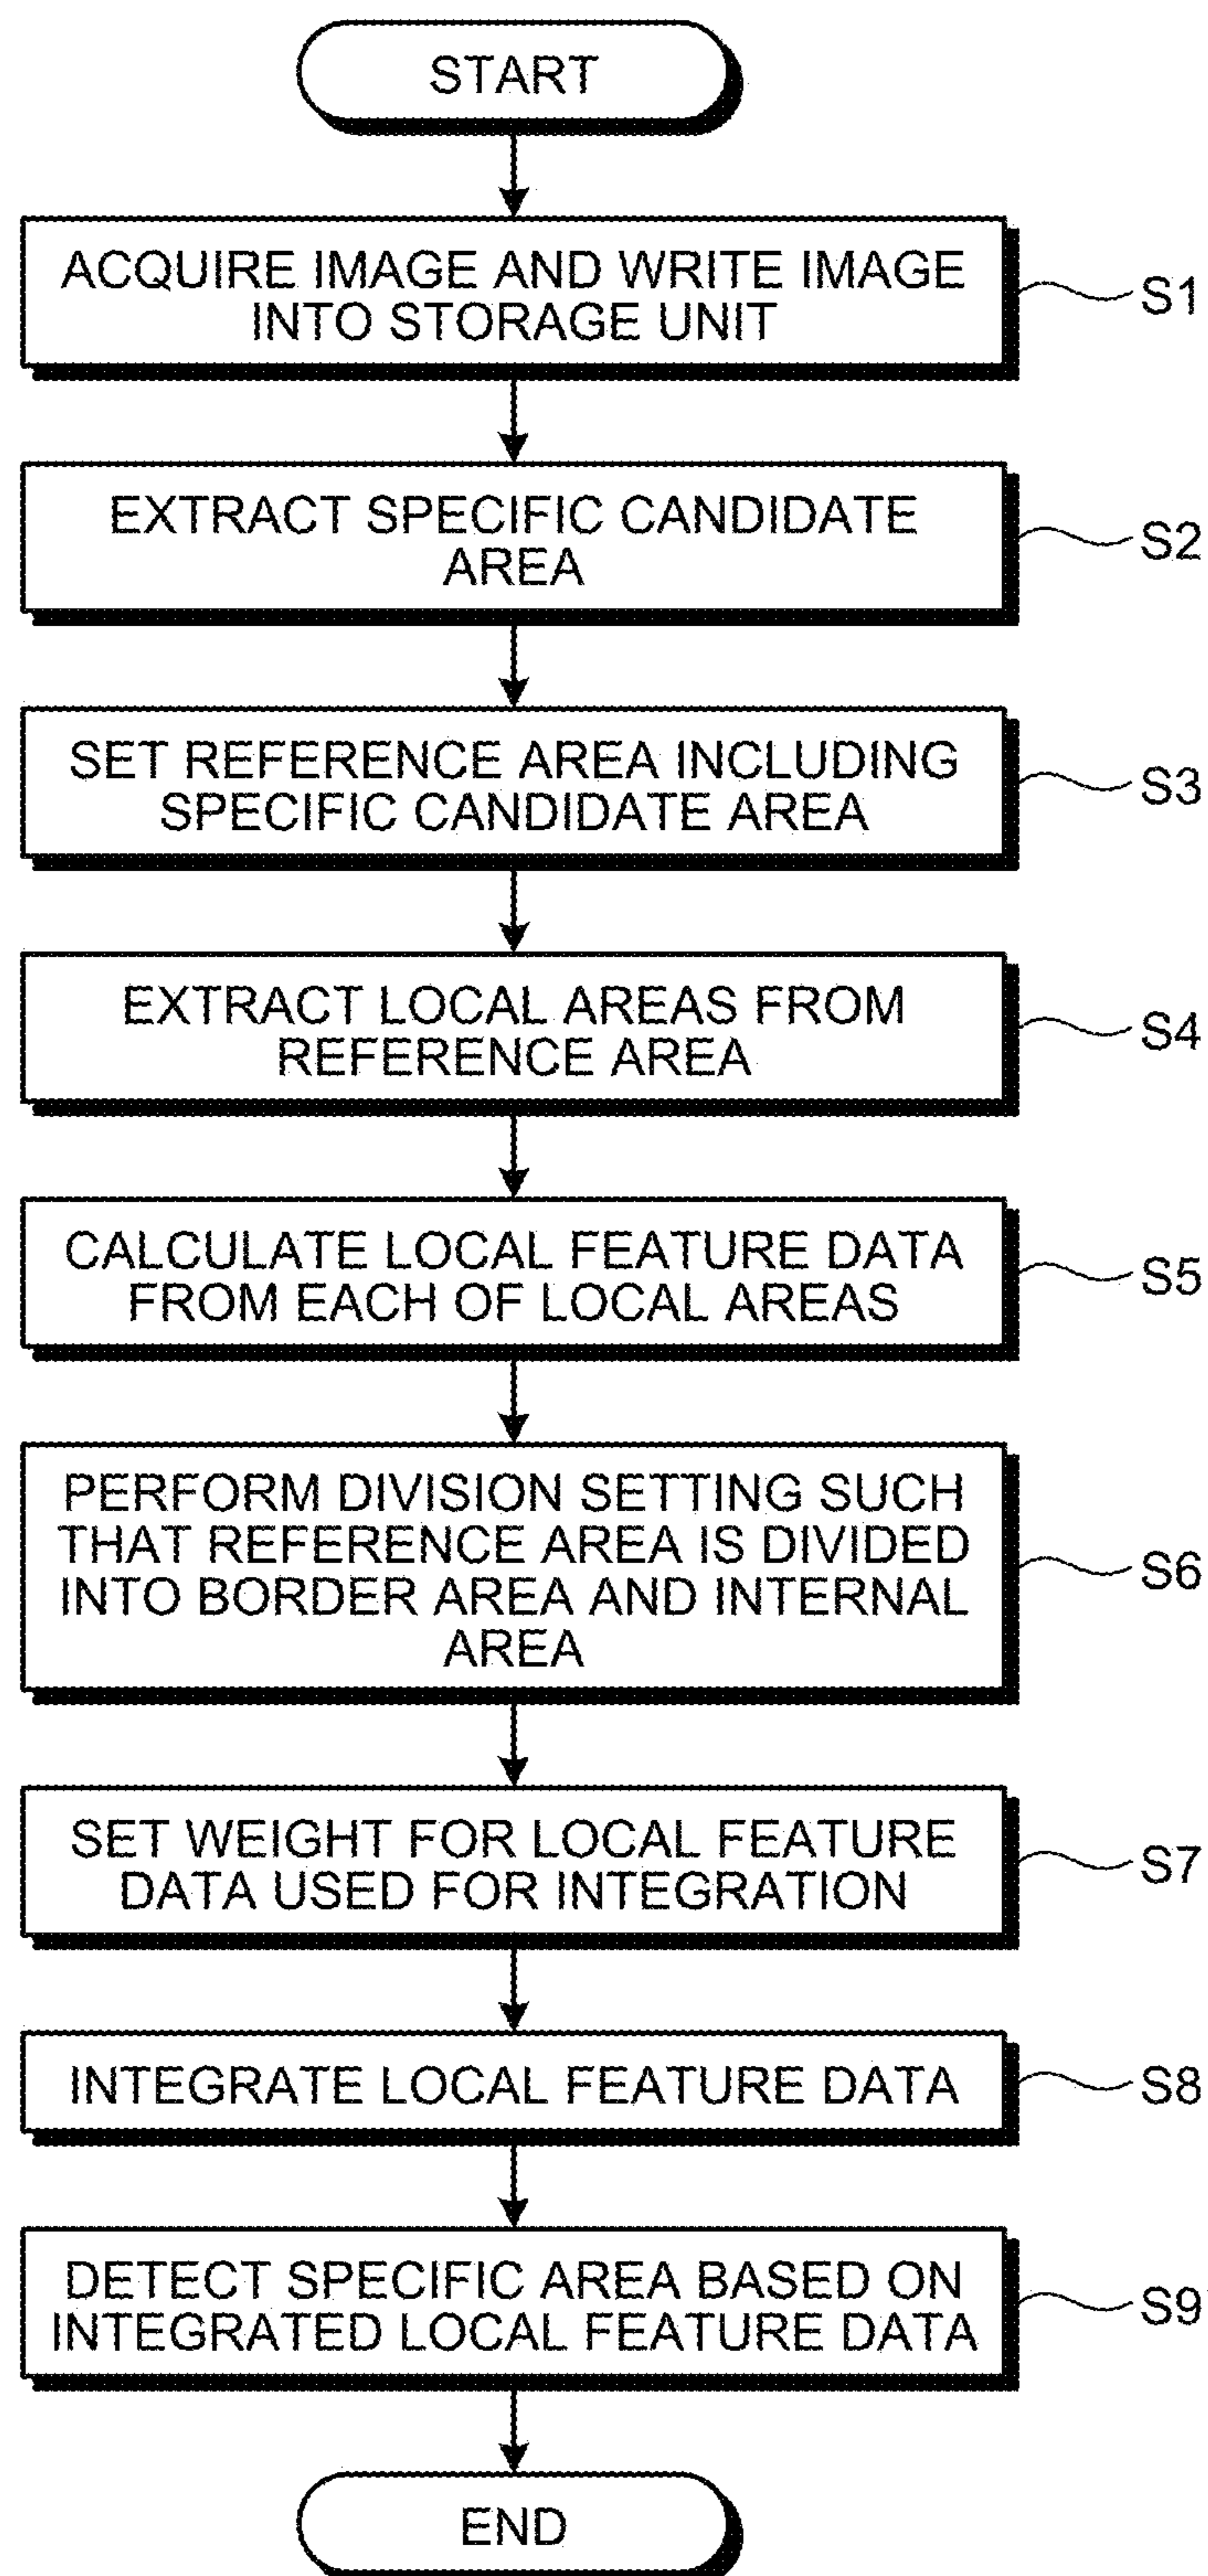 START
ACQUIRE IMAGE AND WRITE IMAGE
INTO STORAGE UNIT
S1
EXTRACT SPECIFIC CANDIDATE
AREA
S2
SET REFERENCE AREA INCLUDING
SPECIFIC CANDIDATE AREA
S3
EXTRACT LOCAL AREAS FROM
REFERENCE AREA
S4
CALCULATE LOCAL FEATURE DATA
FROM EACH OF LOCAL AREAS
S5
PERFORM DIVISION SETTING SUCH
THAT REFERENCE AREA IS DIVIDED
INTO BORDER AREA AND INTERNAL
AREA
S6
SET WEIGHT FOR LOCAL FEATURE
DATA USED FOR INTEGRATION
S7
INTEGRATE LOCAL FEATURE DATA
S8
DETECT SPECIFIC AREA BASED ON
INTEGRATED LOCAL FEATURE DATA
S9
END